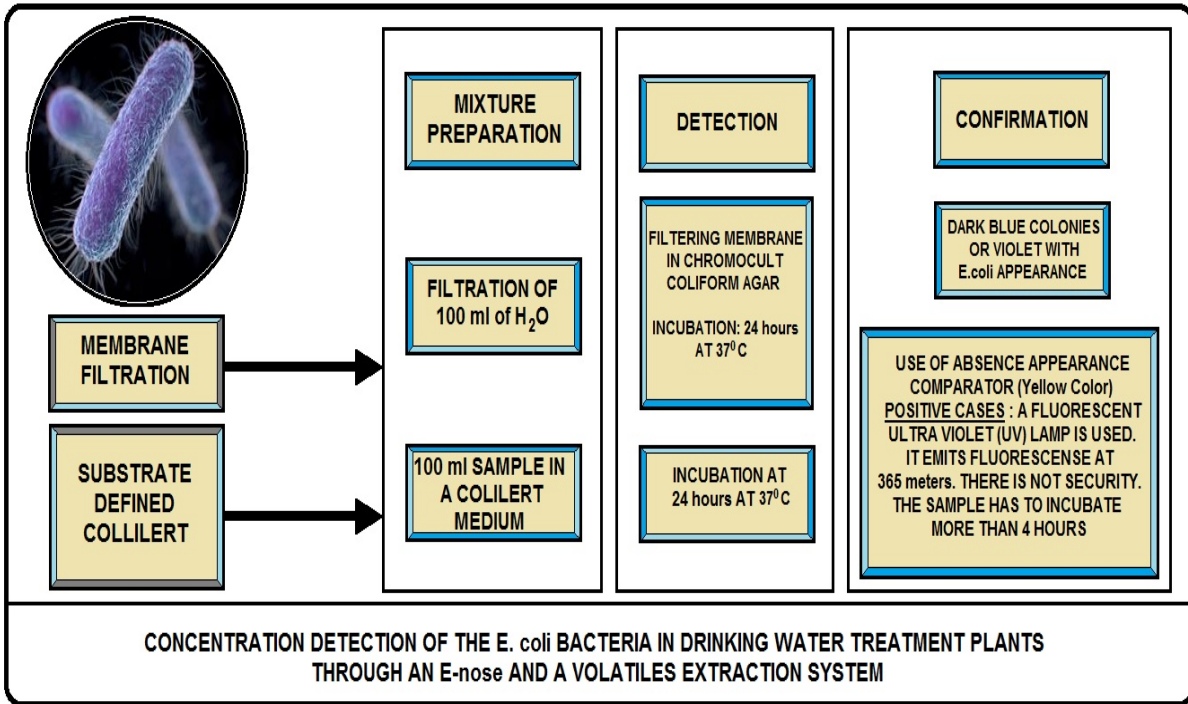 MIXTURE
PREPARATION
DETECTION
CONFIRMATION
MEMBRANE
FILTRATION
FILTRATION OF
100 ml of H₂O
FILTERING MEMBRANE
IN CHROMOCULT
COLIFORM AGAR
INCUBATION: 24 hours
AT 37⁰ C
DARK BLUE COLONIES
OR VIOLET WITH
E.coli APPEARANCE
SUBSTRATE
DEFINED
COLLILERT
100 ml SAMPLE IN
A COLILERT
MEDIUM
INCUBATION AT
24 hours AT 37⁰ C
USE OF ABSENCE APPEARANCE
COMPARATOR (Yellow Color)
POSITIVE CASES : A FLUORESCENT
ULTRA VIOLET (UV) LAMP IS USED.
IT EMITS FLUORESCENSE AT
365 meters. THERE IS NOT SECURITY.
THE SAMPLE HAS TO INCUBATE
MORE THAN 4 HOURS
CONCENTRATION DETECTION OF THE E. coli BACTERIA IN DRINKING WATER TREATMENT PLANTS
THROUGH AN E-nose AND A VOLATILES EXTRACTION SYSTEM